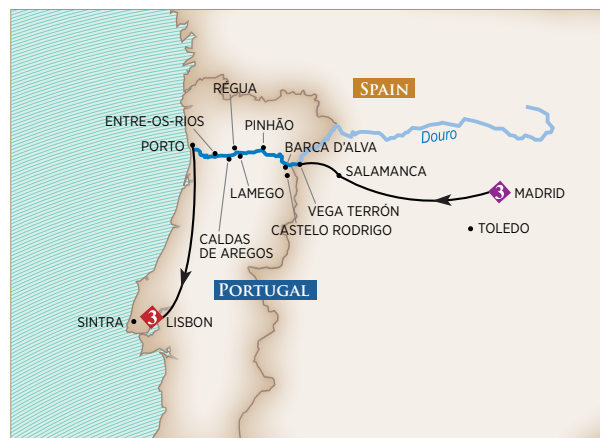 RÉGUA
SPAIN
ENTRE-OS-RIOS
PINHÃO
Douro
PORTO
BARCA D'ALVA
SALAMANCA
LAMEGO
3
MADRID
VEGA TERRÓN
CASTELO RODRIGO
TOLEDO
CALDAS
DE AREGOS
PORTUGAL
SINTRA
3
LISBON